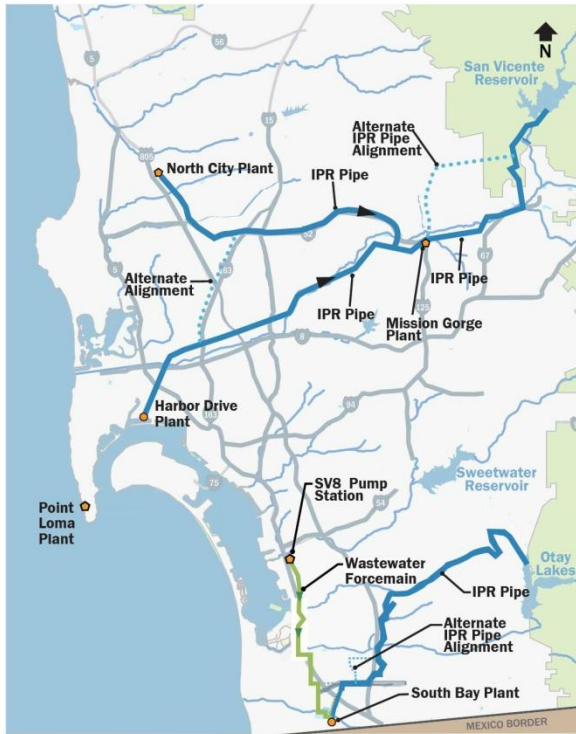 5
56
N
San Vicente
Reservoir
15
Alternate
IPR Pipe
Alignment
805
North City Plant
IPR Pipe
52
5
Alternate
Alignment
163
67
IPR Pipe
IPR Pipe
Mission Gorge
Plant
8
125
Harbor Drive
Plant
94
163
Sweetwater
Reservoir
75
SV8 Pump
Station
54
Point
Loma
Plant
Wastewater
Forcemain
Otay
Lakes
IPR Pipe
Alternate
IPR Pipe
Alignment
South Bay Plant
MEXICO BORDER